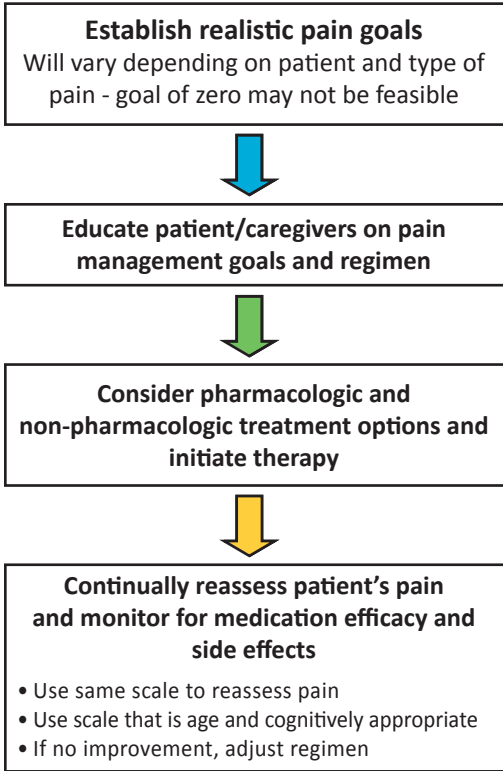 Establish realistic pain goals
Will vary depending on patient and type of
pain - goal of zero may not be feasible
Educate patient/caregivers on pain
management goals and regimen
Consider pharmacologic and
non-pharmacologic treatment options and
initiate therapy
Continually reassess patient's pain
and monitor for medication efficacy and
side effects
• Use same scale to reassess pain
• Use scale that is age and cognitively appropriate
• If no improvement, adjust regimen